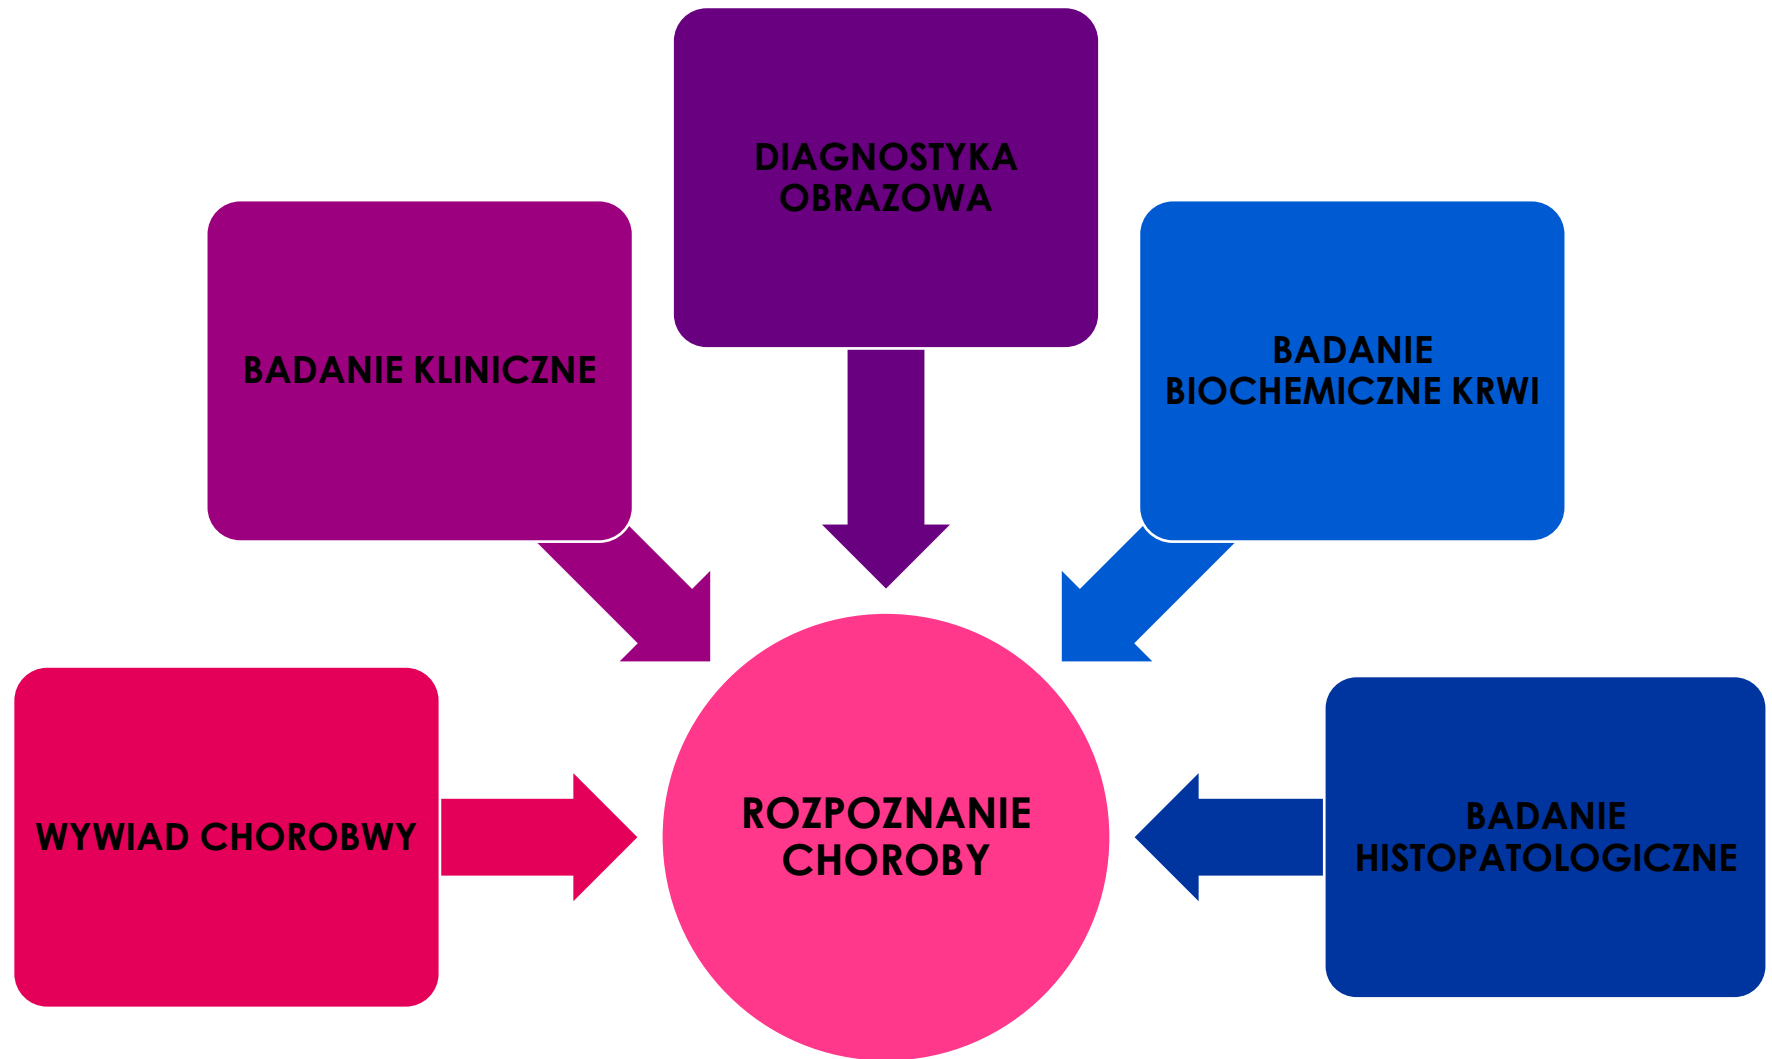 DIAGNOSTYKA
OBRAZOWA
BADANIE KLINICZNE
BADANIE
BIOCHEMICZNE KRWI
WYWIAD CHOROBWY
ROZPOZNANIE
CHOROBY
BADANIE
HISTOPATOLOGICZNE